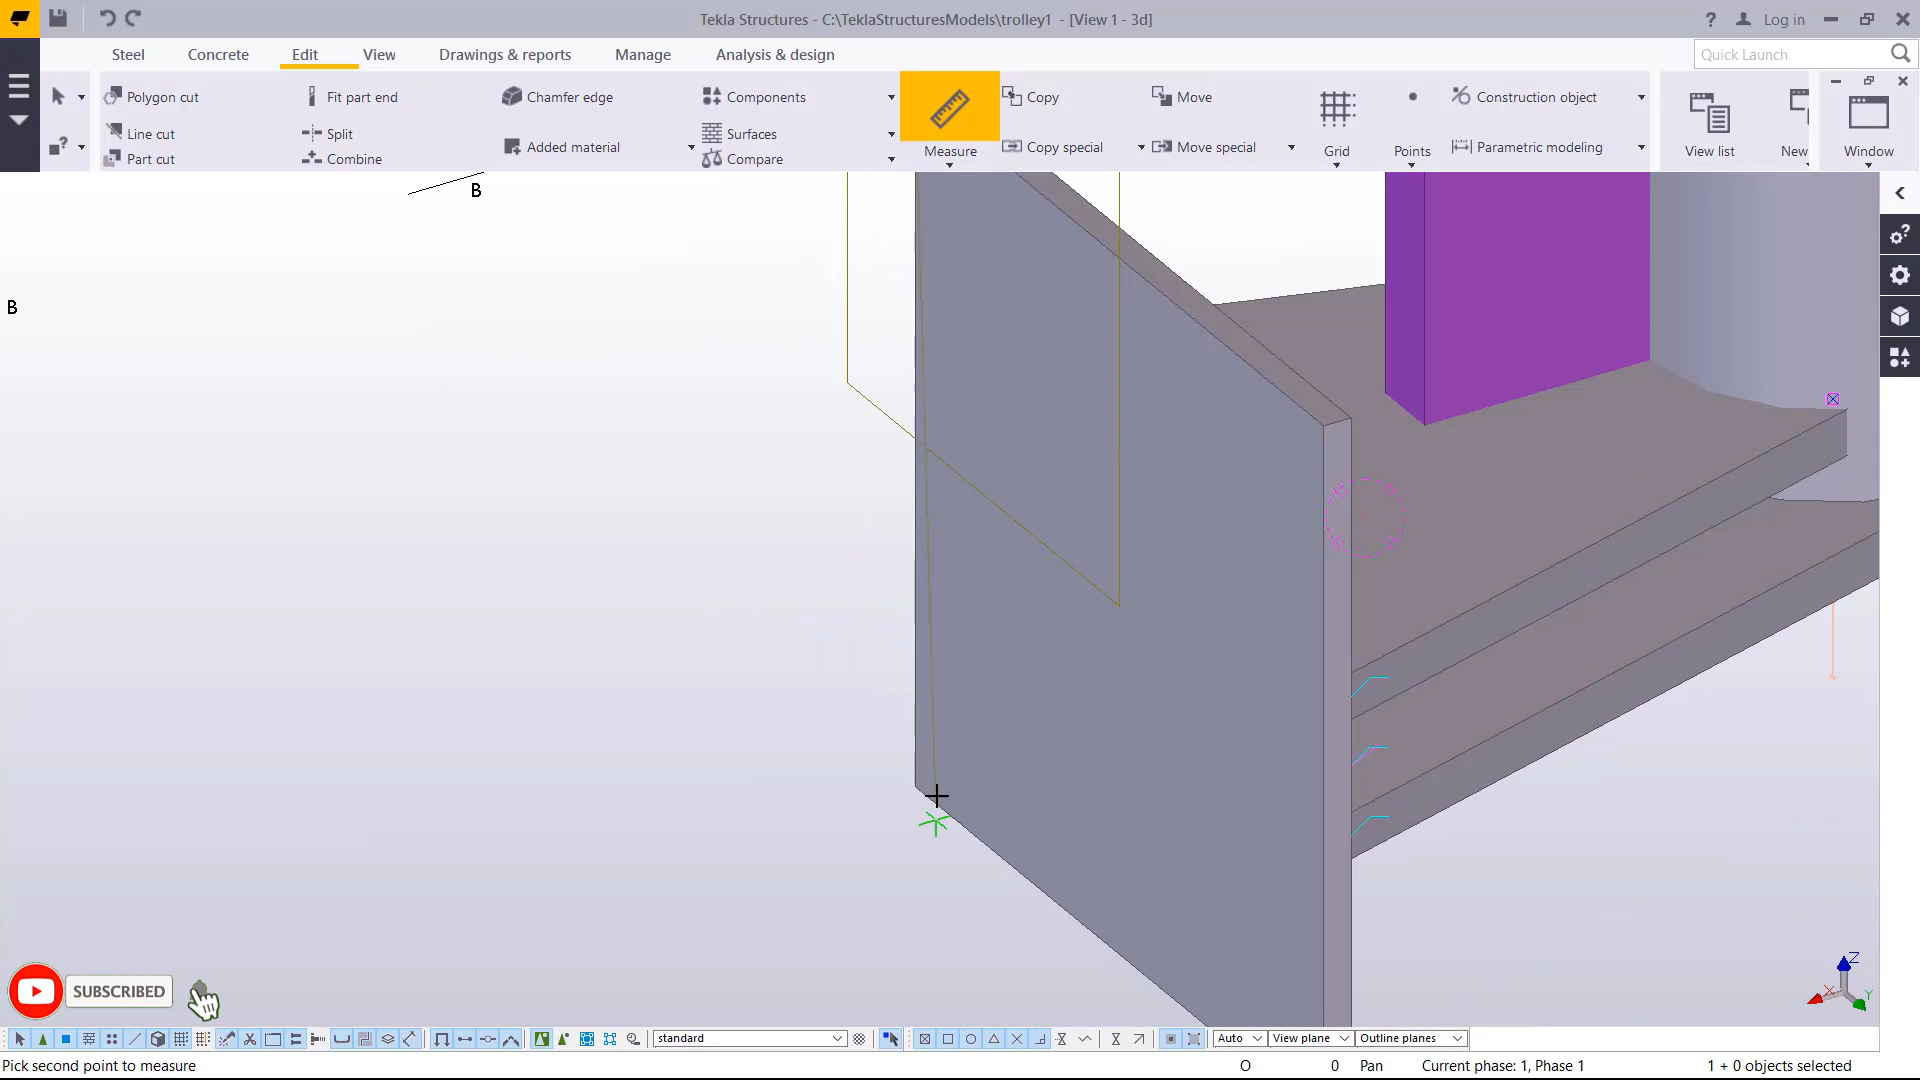 Tekla Structures - C:\TeklaStructuresModels\trolley1 - [View 1 - 3d]
? Log in
Steel Concrete Edit View Drawings & reports Manage Analysis & design
Quick Launch
Polygon cut Fit part end Chamfer edge Components Copy Move Construction object
Line cut Split Surfaces
Added material Measure Copy special Move special Grid Points Parametric modeling View list New Window
Part cut Combine Compare
B
B
Z
X
Y
SUBSCRIBED
standard Auto View plane Outline planes
Pick second point to measure O 0 Pan Current phase: 1, Phase 1 1 + 0 objects selected